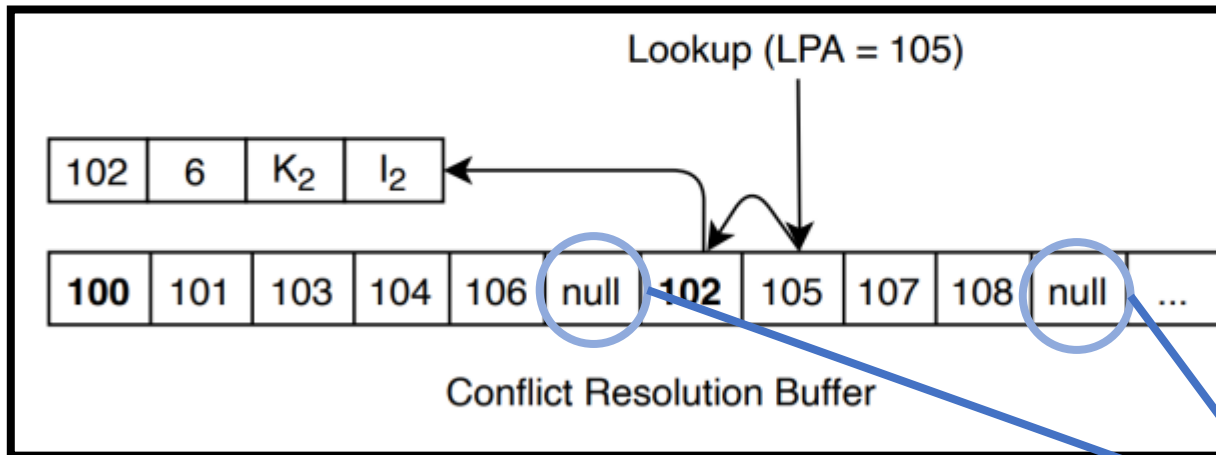 Lookup (LPA = 105)
102 6 K₂ I₂
100 101 103 104 106 null 102 105 107 108 null ...
Conflict Resolution Buffer